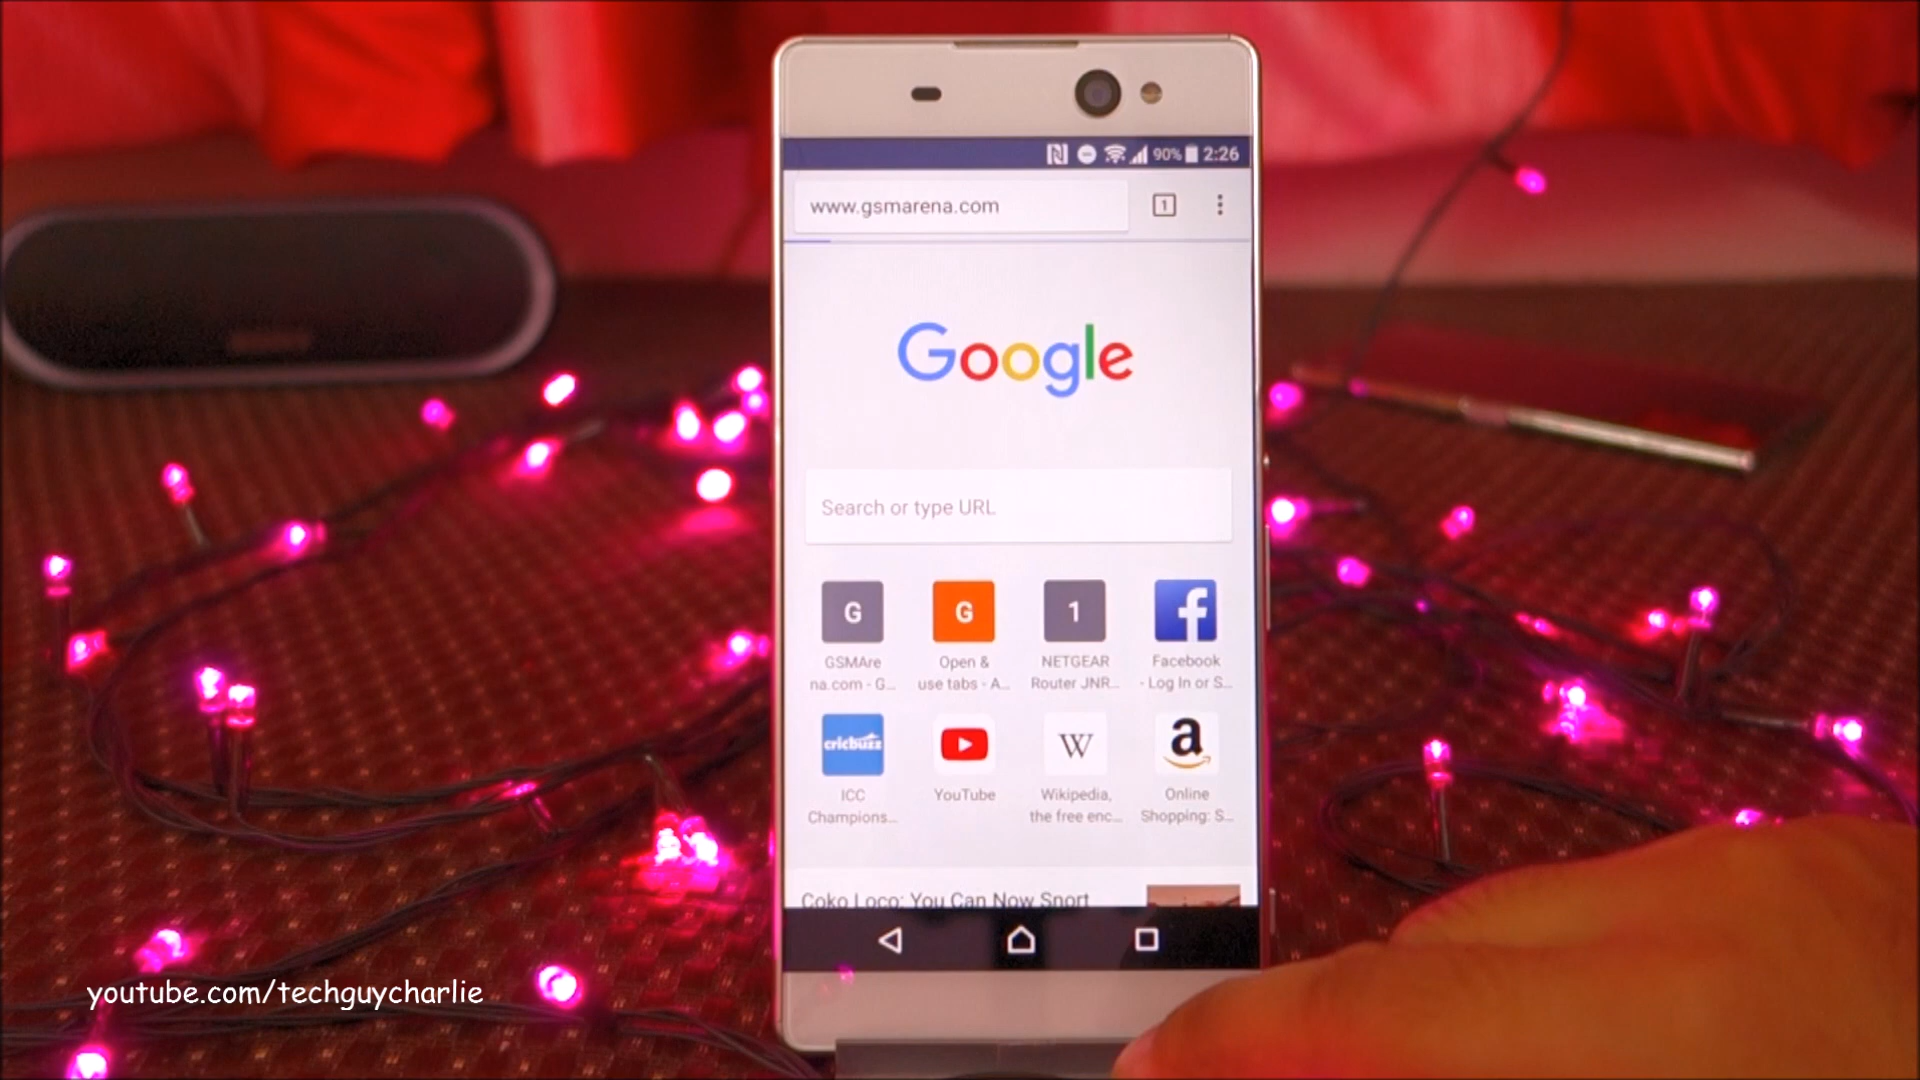 90% 2:26
www.gsmarena.com
1
Google
Search or type URL
G G 1 f
GSMAre Open & NETGEAR Facebook
na.com - G... use tabs - A... Router JNR... - Log In or S...
cricbuzz W a
ICC YouTube Wikipedia, Online
Champions... the free enc... Shopping: S...
Coko Loco: You Can Now Snort
youtube.com/techguycharlie